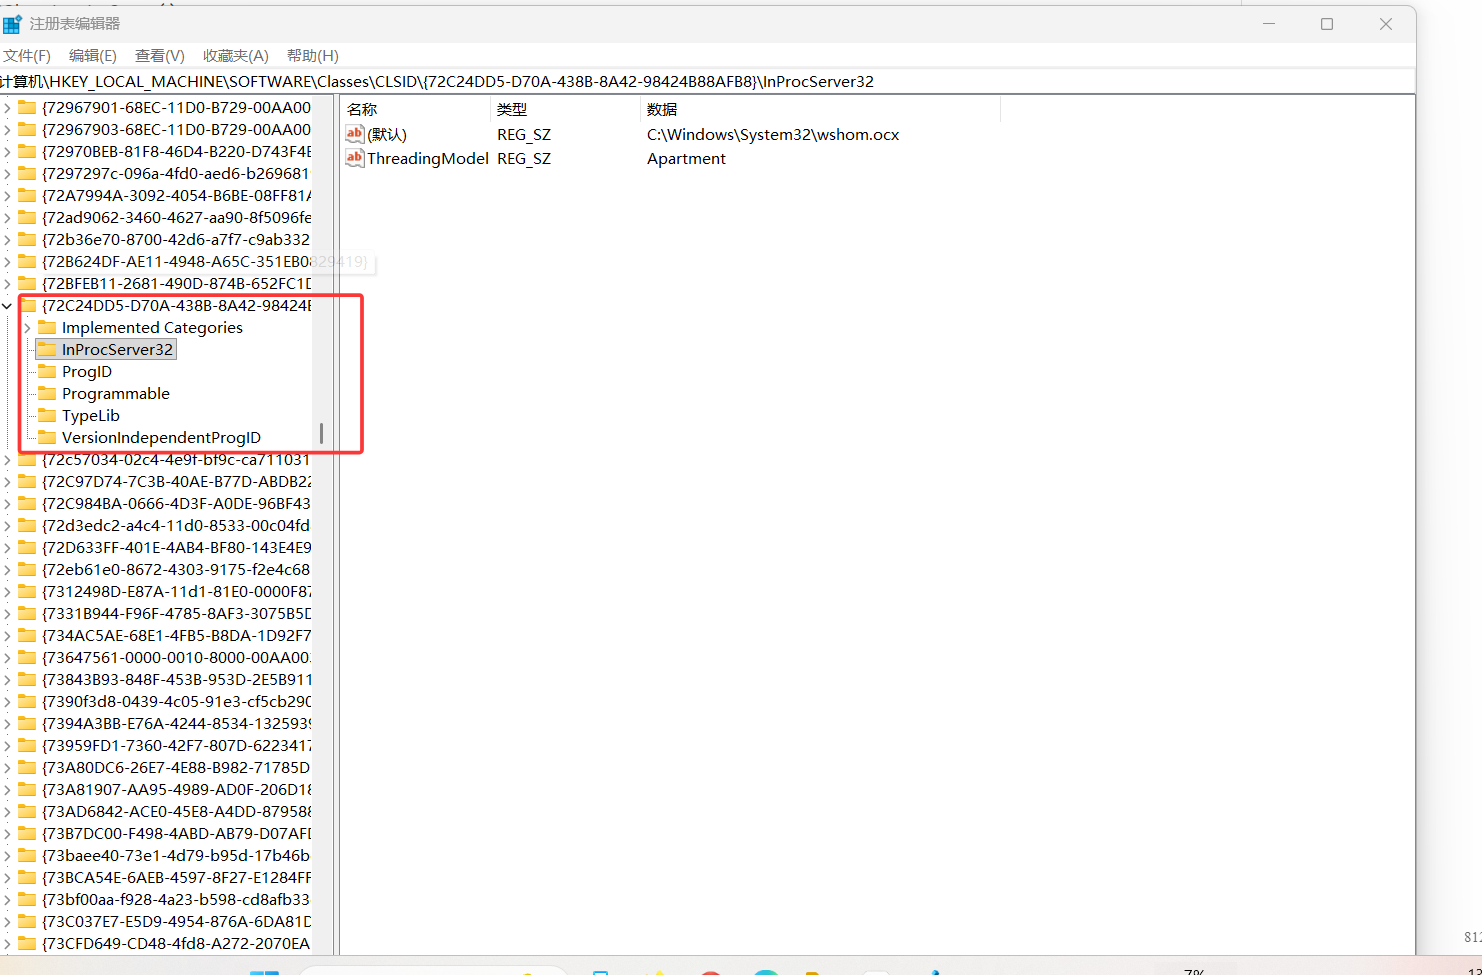 注册表编辑器
文件(F) 编辑(E) 查看(V) 收藏夹(A) 帮助(H)
计算机\HKEY_LOCAL_MACHINE\SOFTWARE\Classes\CLSID\{72C24DD5-D70A-438B-8A42-98424B88AFB8}\InProcServer32
名称 类型 数据
(默认) REG_SZ C:\Windows\System32\wshom.ocx
ThreadingModel REG_SZ Apartment
{72967901-68EC-11D0-B729-00AA00
{72967903-68EC-11D0-B729-00AA00
{72970BEB-81F8-46D4-B220-D743F4E
{7297297c-096a-4fd0-aed6-b269681
{72A7994A-3092-4054-B6BE-08FF81A
{72ad9062-3460-4627-aa90-8f5096fe
{72b36e70-8700-42d6-a7f7-c9ab332
{72B624DF-AE11-4948-A65C-351EB0829419}
{72BFEB11-2681-490D-874B-652FC1D
{72C24DD5-D70A-438B-8A42-98424B
Implemented Categories
InProcServer32
ProgID
Programmable
TypeLib
VersionIndependentProgID
{72c57034-02c4-4e9f-bf9c-ca711031
{72C97D74-7C3B-40AE-B77D-ABDB22
{72C984BA-0666-4D3F-A0DE-96BF43
{72d3edc2-a4c4-11d0-8533-00c04fd
{72D633FF-401E-4AB4-BF80-143E4E9
{72eb61e0-8672-4303-9175-f2e4c68
{7312498D-E87A-11d1-81E0-0000F87
{7331B944-F96F-4785-8AF3-3075B5D
{734AC5AE-68E1-4FB5-B8DA-1D92F7
{73647561-0000-0010-8000-00AA00
{73843B93-848F-453B-953D-2E5B911
{7390f3d8-0439-4c05-91e3-cf5cb290
{7394A3BB-E76A-4244-8534-1325939
{73959FD1-7360-42F7-807D-6223417
{73A80DC6-26E7-4E88-B982-71785D
{73A81907-AA95-4989-AD0F-206D18
{73AD6842-ACE0-45E8-A4DD-879588
{73B7DC00-F498-4ABD-AB79-D07AFD
{73baee40-73e1-4d79-b95d-17b46b
{73BCA54E-6AEB-4597-8F27-E1284FF
{73bf00aa-f928-4a23-b598-cd8afb33
{73C037E7-E5D9-4954-876A-6DA81D
{73CFD649-CD48-4fd8-A272-2070EA
812
7%